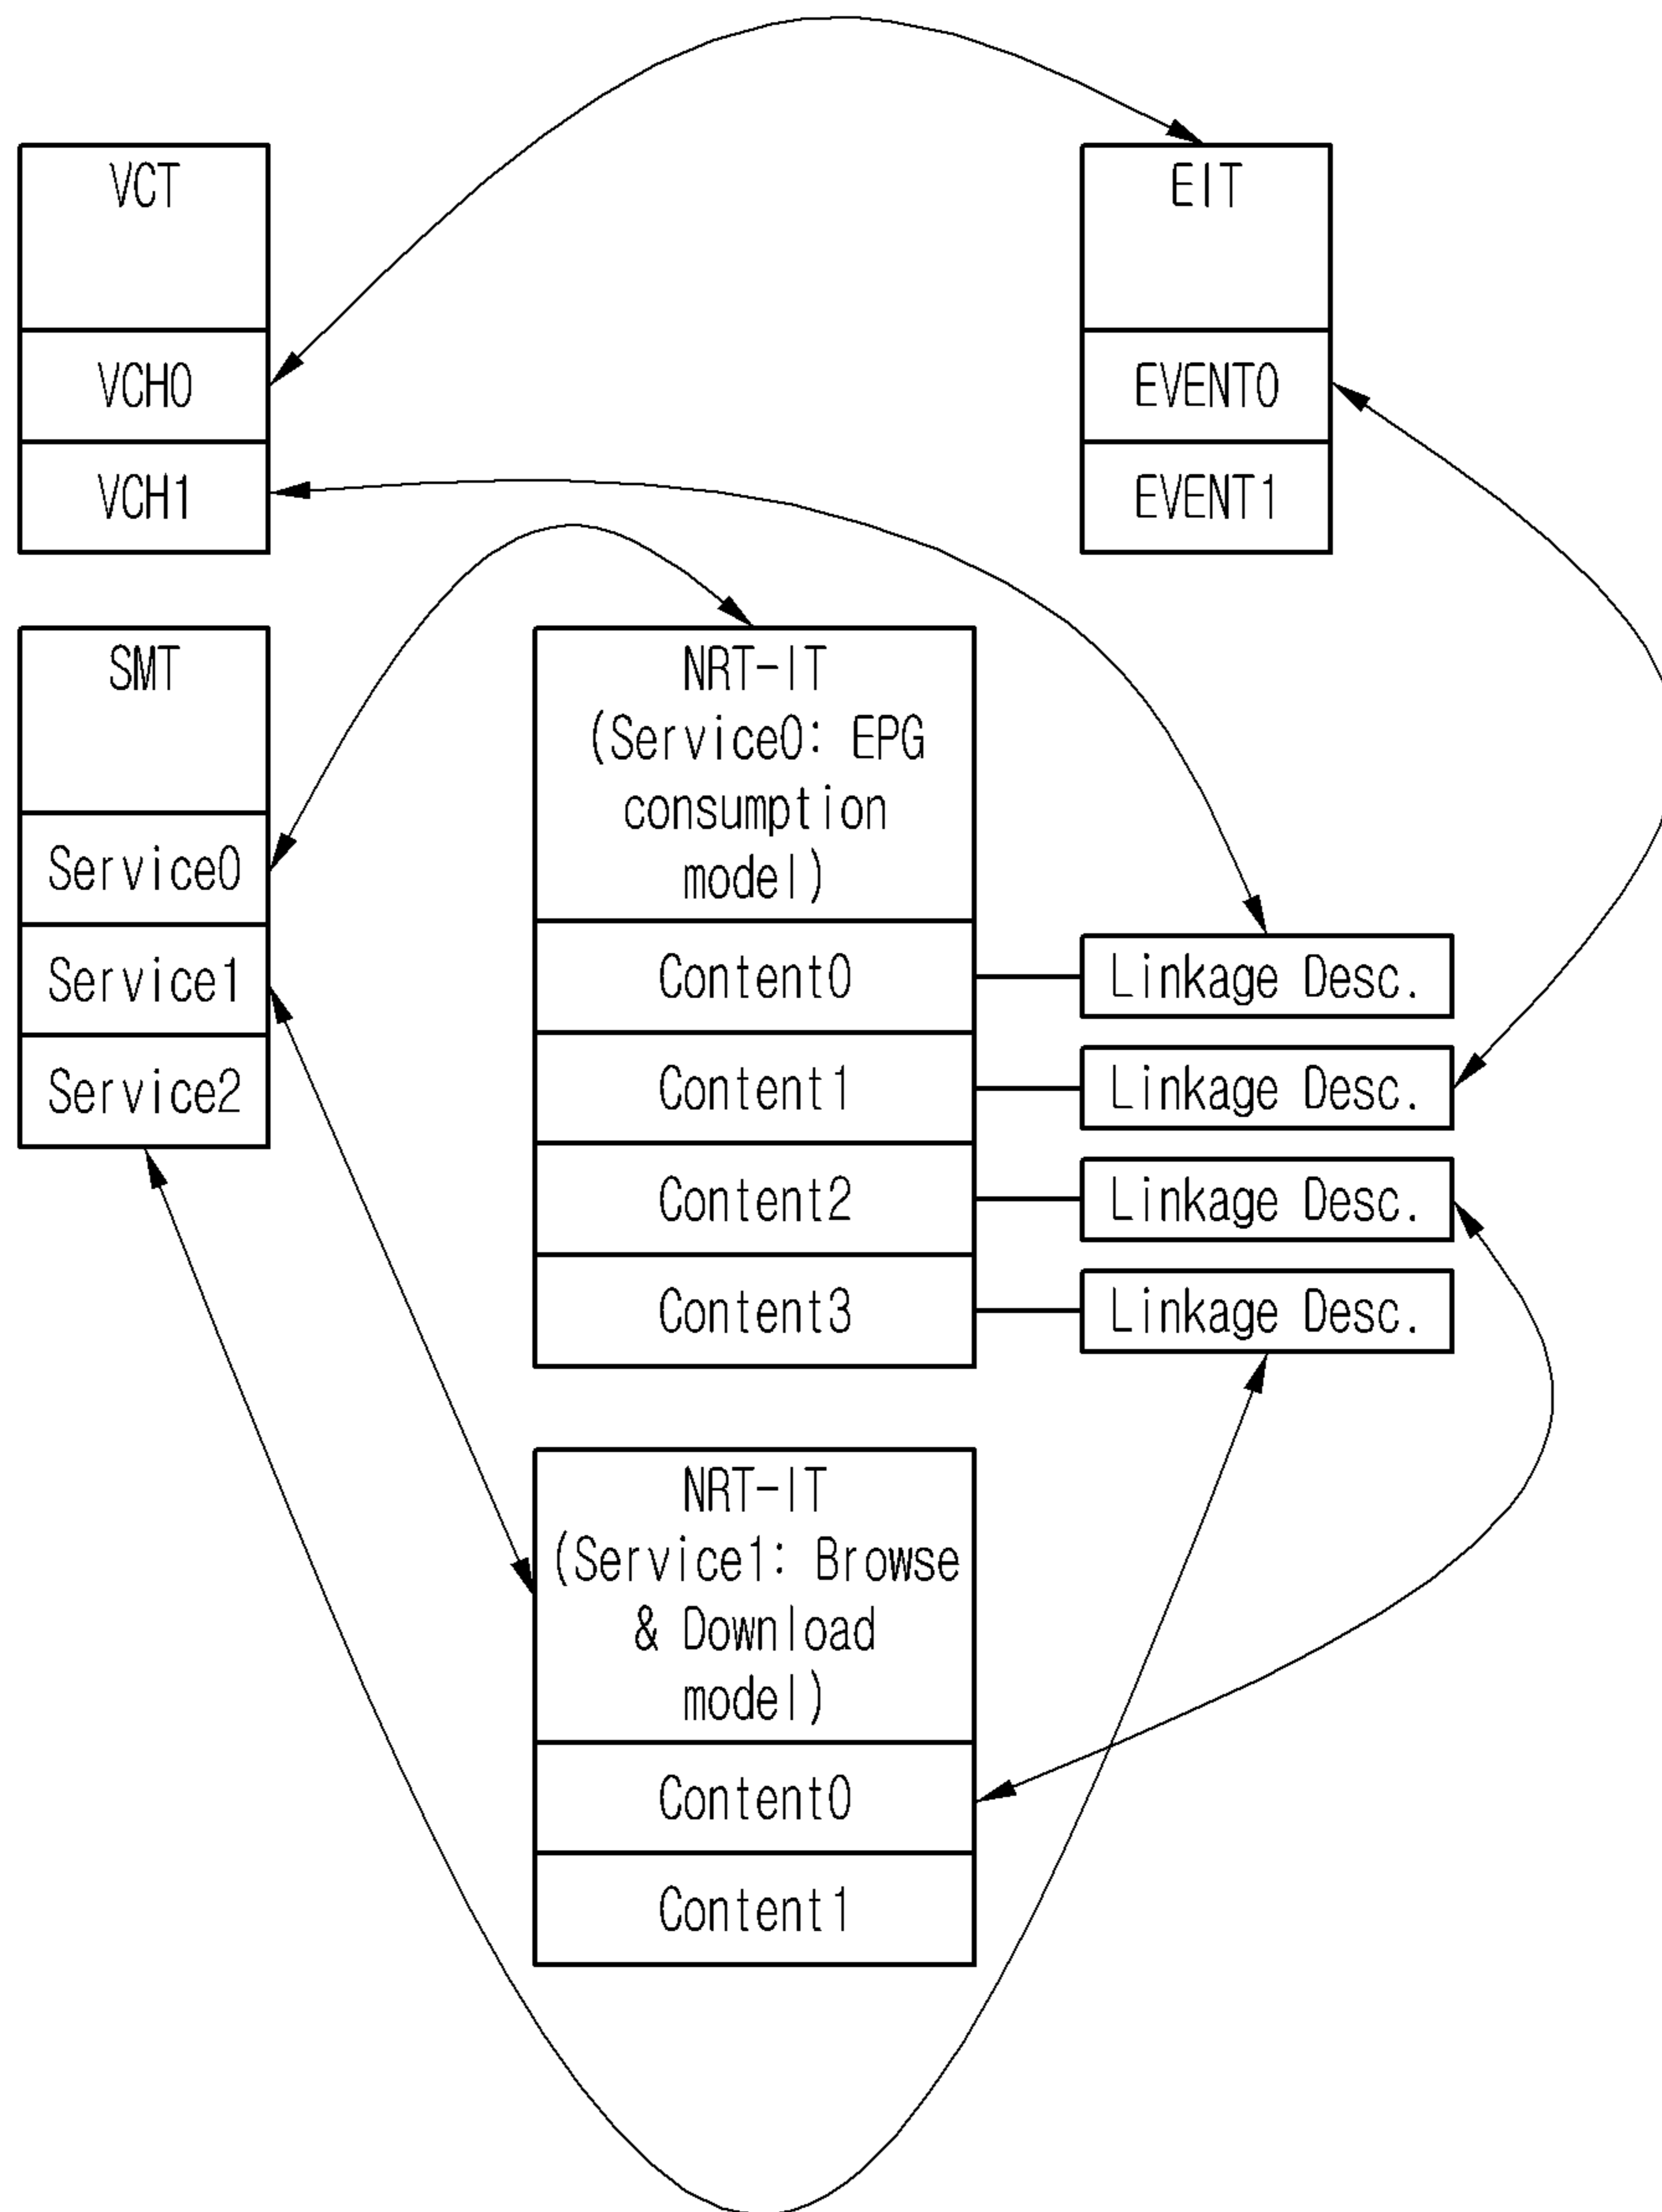 VCT
VCH0
VCH1
EIT
EVENT0
EVENT1
SMT
Service0
Service1
Service2
NRT-IT
(Service0: EPG
consumption
model)
Content0
Linkage Desc.
Content1
Linkage Desc.
Content2
Linkage Desc.
Content3
Linkage Desc.
NRT-IT
(Service1: Browse
& Download
model)
Content0
Content1